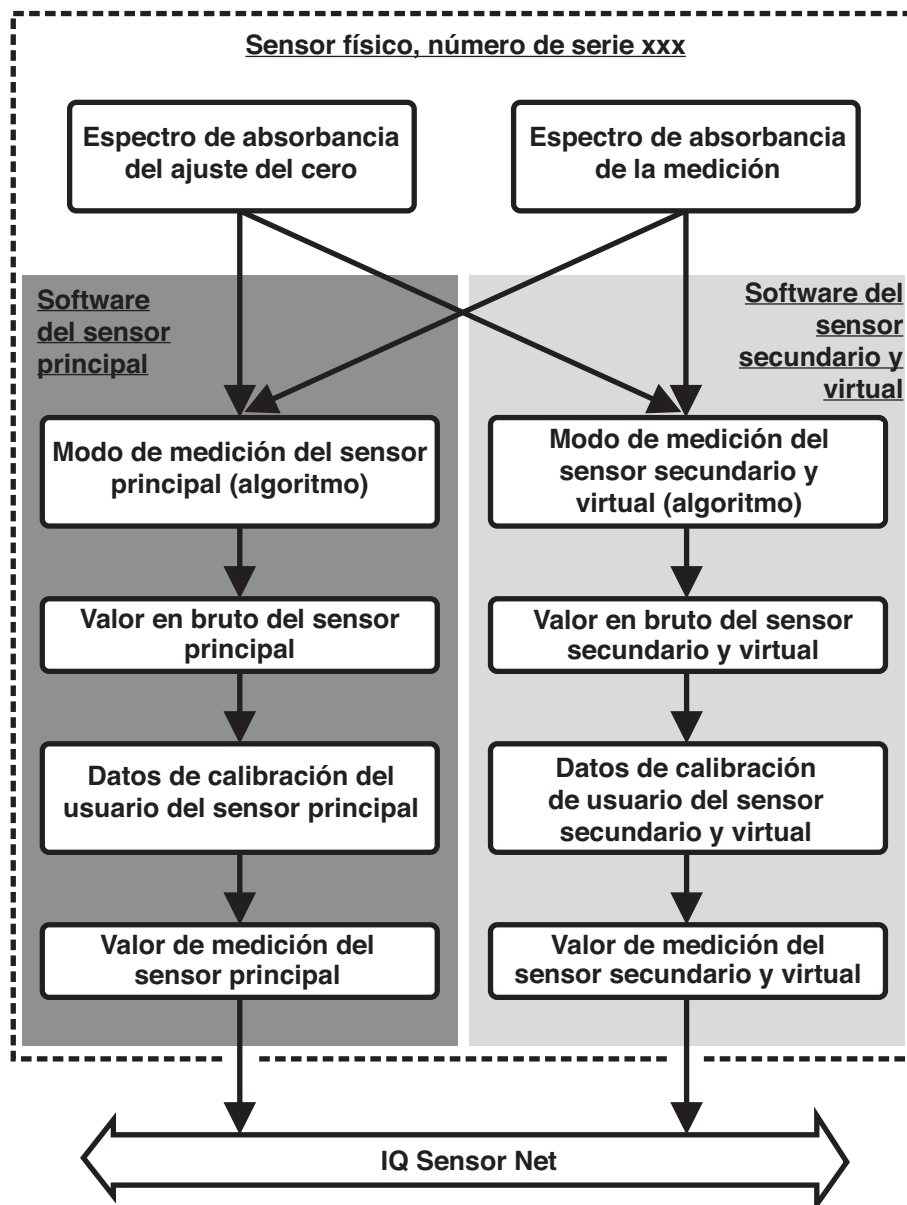 Sensor físico, número de serie xxx
Espectro de absorbancia
del ajuste del cero
Espectro de absorbancia
de la medición
Software
del sensor
principal
Software del
sensor
secundario y
virtual
Modo de medición del sensor
principal (algoritmo)
Modo de medición del
sensor secundario y
virtual (algoritmo)
Valor en bruto del sensor
principal
Valor en bruto del sensor
secundario y virtual
Datos de calibración del
usuario del sensor principal
Datos de calibración
de usuario del sensor
secundario y virtual
Valor de medición del
sensor principal
Valor de medición del
sensor secundario y virtual
IQ Sensor Net